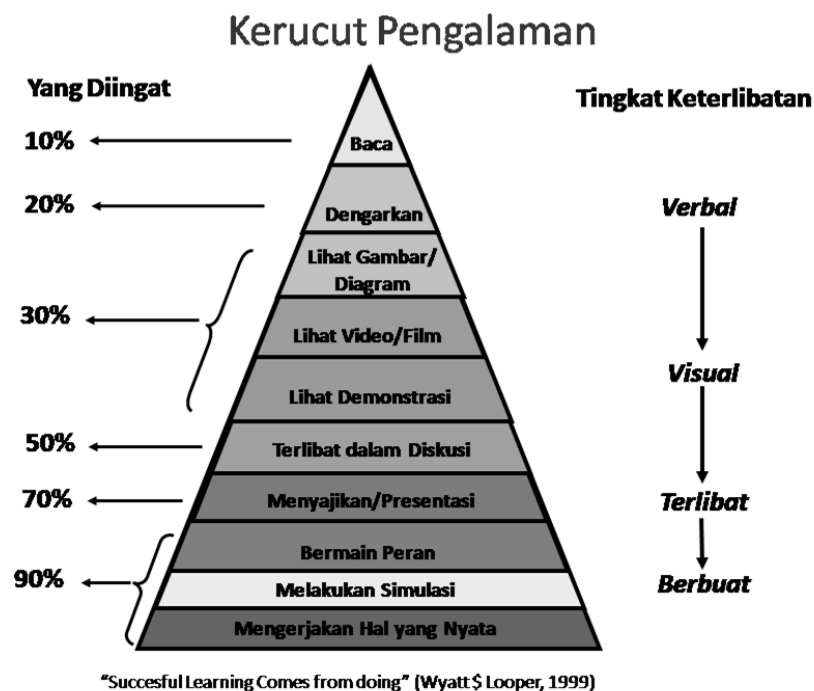 Kerucut Pengalaman
Yang Diingat
Tingkat Keterlibatan
10%
Baca
20%
Dengarkan
Verbal
Lihat Gambar/
Diagram
30%
Lihat Video/Film
Visual
Lihat Demonstrasi
50%
Terlibat dalam Diskusi
70%
Menyajikan/Presentasi
Terlibat
Bermain Peran
90%
Melakukan Simulasi
Berbuat
Mengerjakan Hal yang Nyata
“Succesful Learning Comes from doing” (Wyatt $ Looper, 1999)